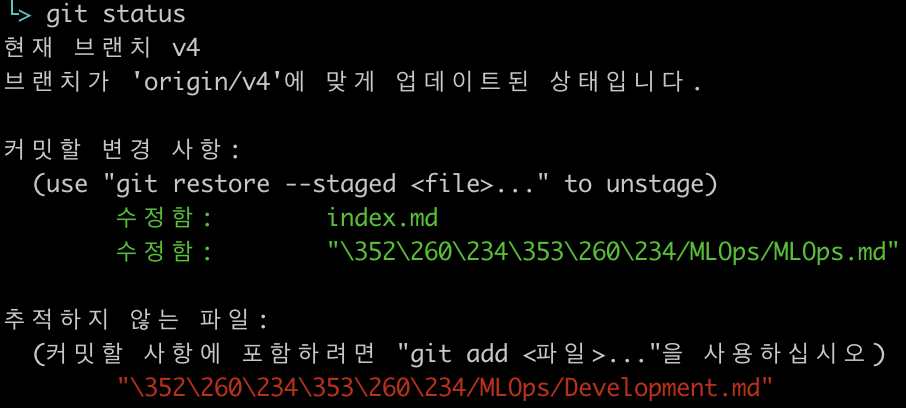 └> git status
현재 브랜치 v4
브랜치가 'origin/v4'에 맞게 업데이트된 상태입니다.
커밋할 변경 사항:
(use "git restore --staged <file>..." to unstage)
수정함: index.md
수정함: "\352\260\234\353\260\234/MLOps/MLOps.md"
추적하지 않는 파일:
(커밋할 사항에 포함하려면 "git add <파일>..."을 사용하십시오)
"\352\260\234\353\260\234/MLOps/Development.md"